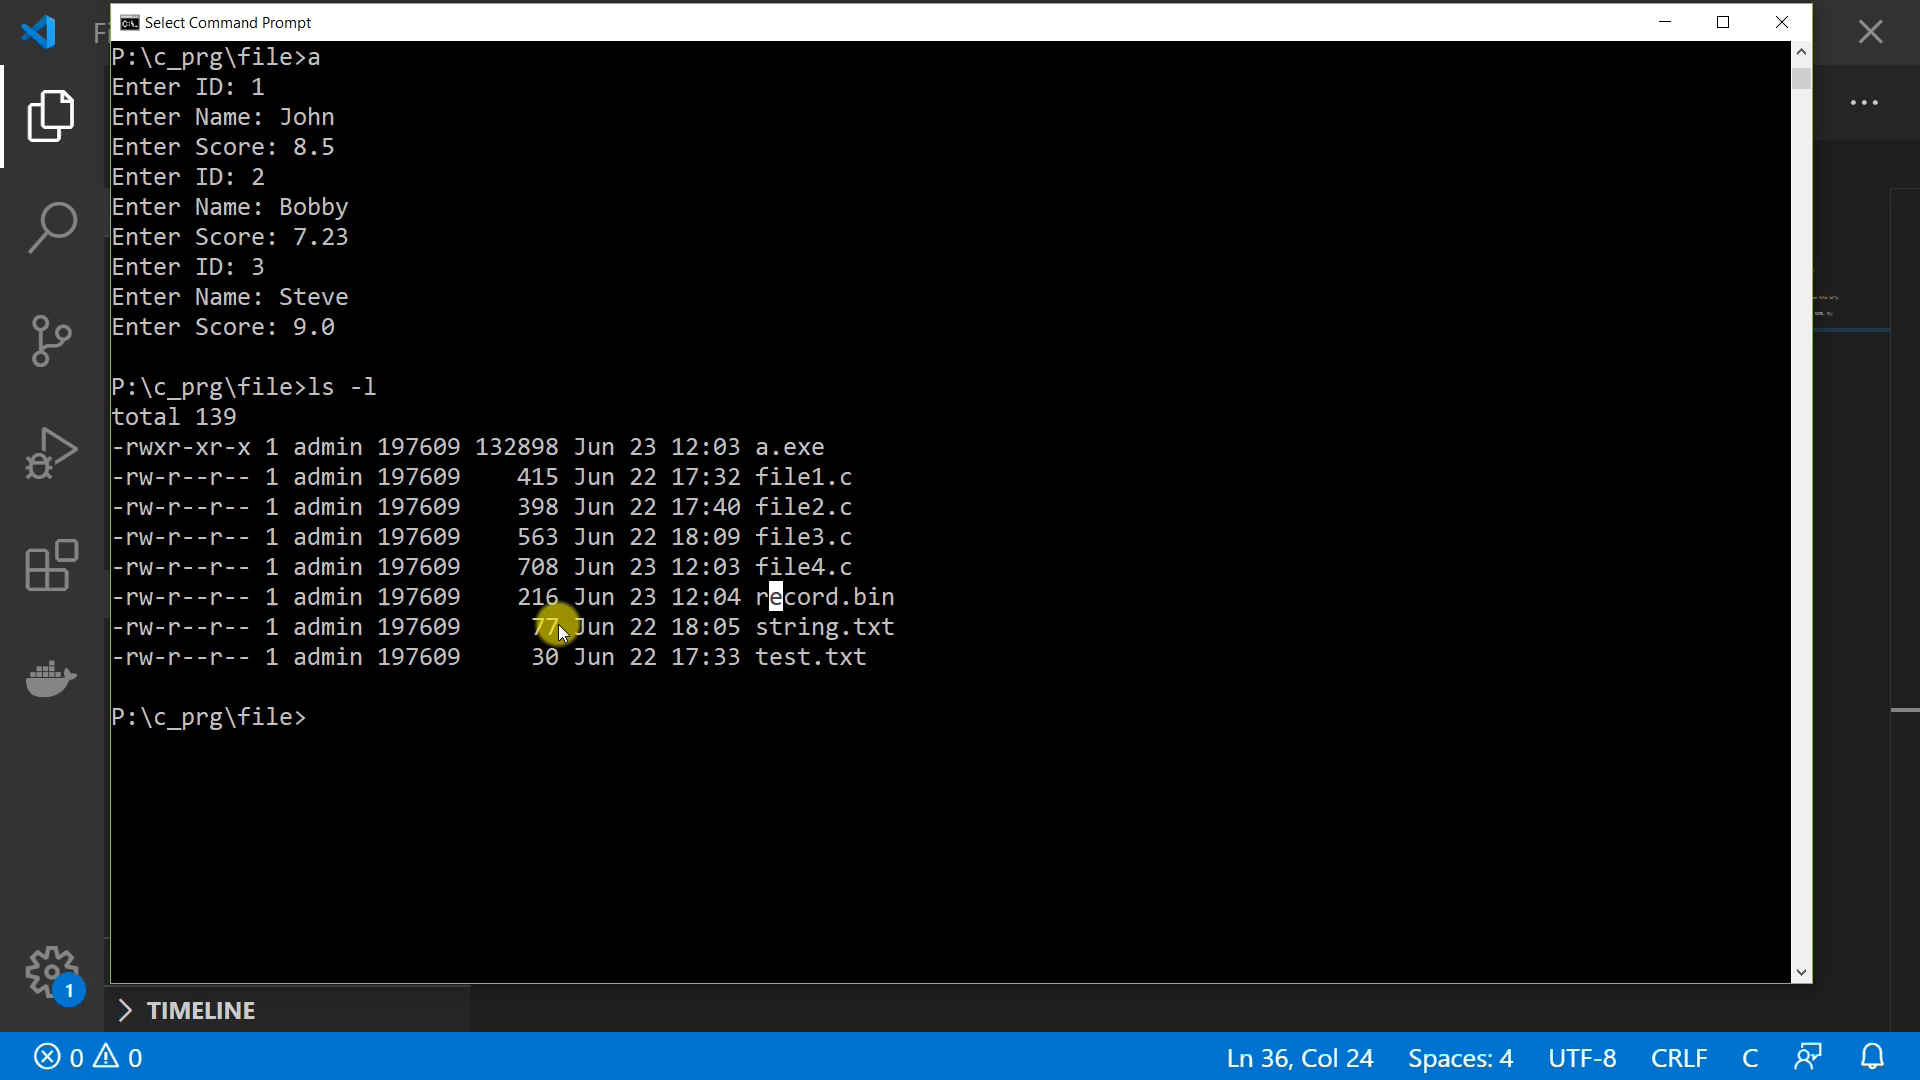 Select Command Prompt
P:\c_prg\file>a
Enter ID: 1
Enter Name: John
Enter Score: 8.5
Enter ID: 2
Enter Name: Bobby
Enter Score: 7.23
Enter ID: 3
Enter Name: Steve
Enter Score: 9.0
P:\c_prg\file>ls -l
total 139
-rwxr-xr-x 1 admin 197609 132898 Jun 23 12:03 a.exe
-rw-r--r-- 1 admin 197609    415 Jun 22 17:32 file1.c
-rw-r--r-- 1 admin 197609    398 Jun 22 17:40 file2.c
-rw-r--r-- 1 admin 197609    563 Jun 22 18:09 file3.c
-rw-r--r-- 1 admin 197609    708 Jun 23 12:03 file4.c
-rw-r--r-- 1 admin 197609    216 Jun 23 12:04 record.bin
-rw-r--r-- 1 admin 197609     77 Jun 22 18:05 string.txt
-rw-r--r-- 1 admin 197609     30 Jun 22 17:33 test.txt
P:\c_prg\file>
1
TIMELINE
0 0 Ln 36, Col 24 Spaces: 4 UTF-8 CRLF C